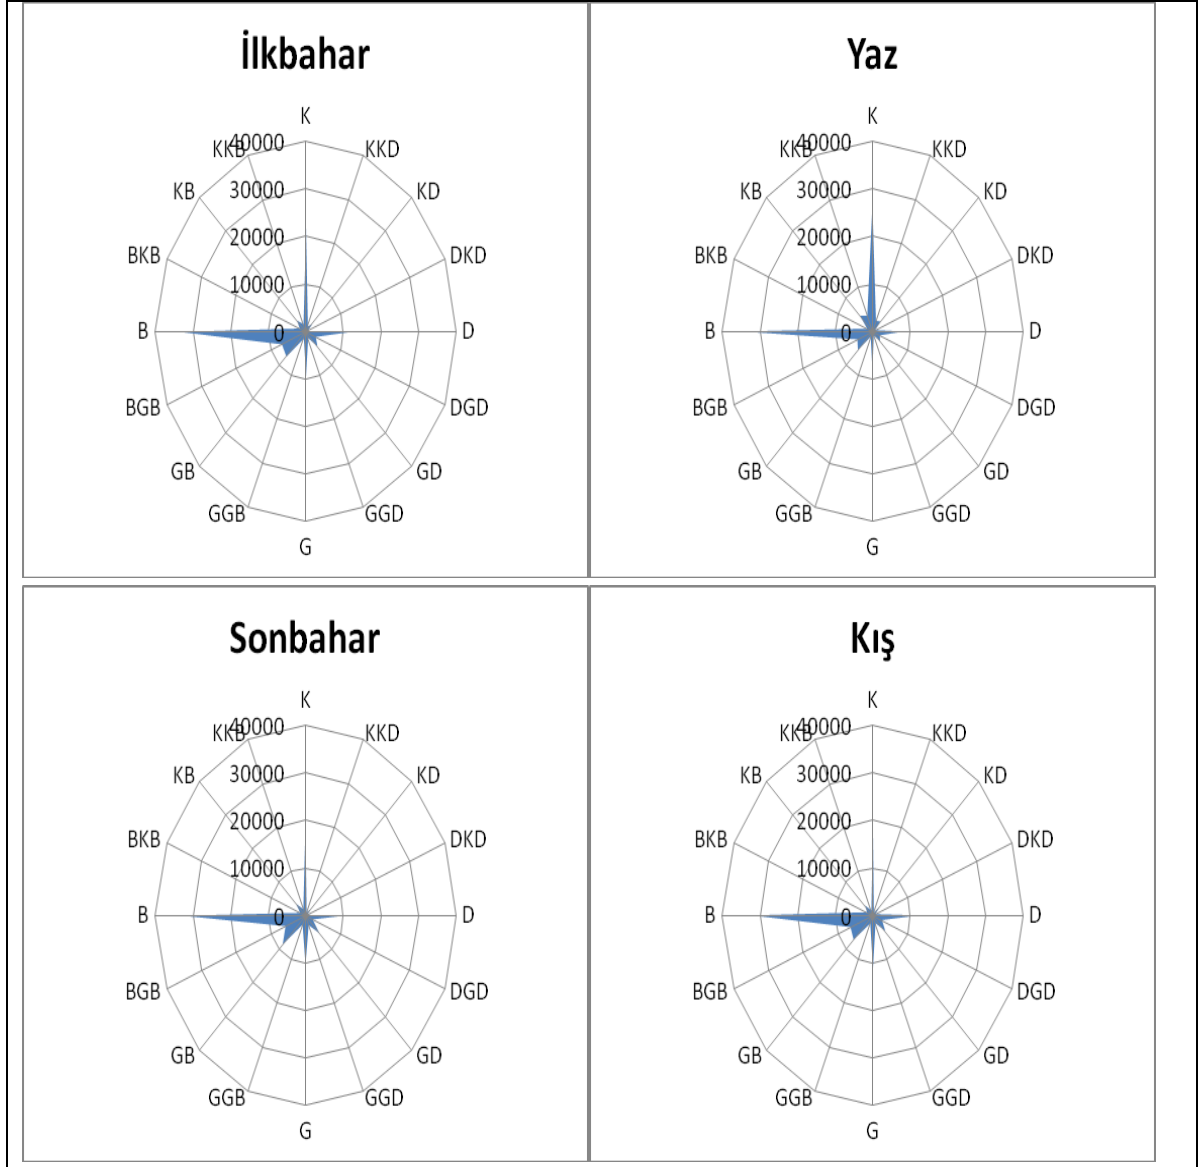 İlkbahar
K
KKB
40000
KKD
KB
30000
KD
20000
BKB
DKD
10000
B
0
D
BGB
DGD
GB
GD
GGB
GGD
G
Yaz
K
KKB
40000
KKD
KB
30000
KD
20000
BKB
DKD
10000
B
0
D
BGB
DGD
GB
GD
GGB
GGD
G
Sonbahar
K
KKB
40000
KKD
KB
30000
KD
20000
BKB
DKD
10000
B
0
D
BGB
DGD
GB
GD
GGB
GGD
G
Kış
K
KKB
40000
KKD
KB
30000
KD
20000
BKB
DKD
10000
B
0
D
BGB
DGD
GB
GD
GGB
GGD
G